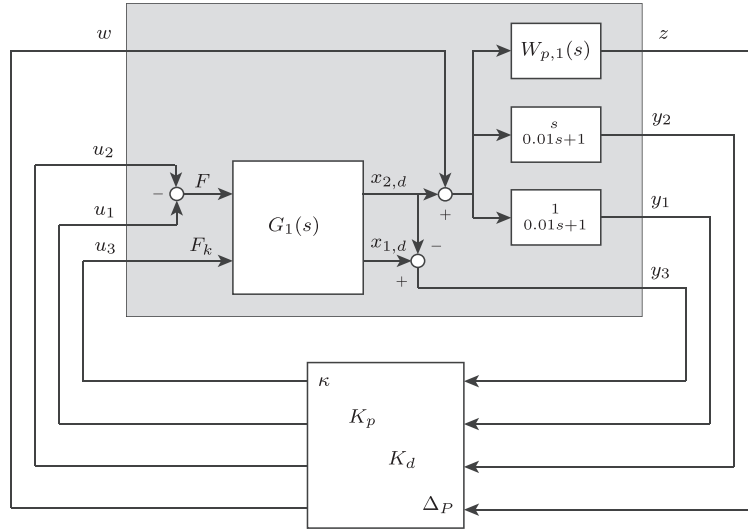 w
z
W_{p,1}(s)
u_2
s
0.01s+1
y_2
−
F
x_{2,d}
u_1
+
1
0.01s+1
y_1
G_1(s)
u_3
F_k
x_{1,d}
−
+
y_3
κ
K_p
K_d
Δ_P